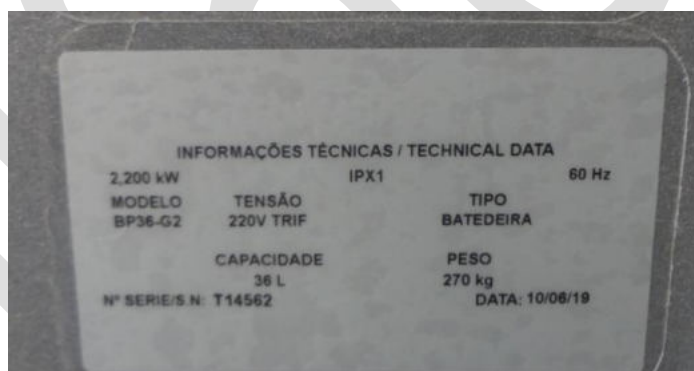 INFORMAÇÕES TÉCNICAS / TECHNICAL DATA
2,200 kW IPX1 60 Hz
MODELO TENSÃO TIPO
BP36-G2 220V TRIF BATEDEIRA
CAPACIDADE PESO
36 L 270 kg
Nº SERIE/S.N: T14562 DATA: 10/06/19